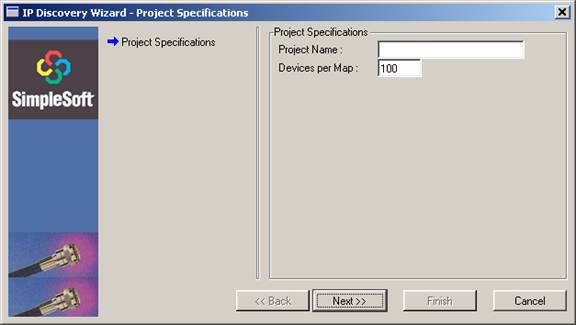 IP Discovery Wizard - Project Specifications
SimpleSoft
Project Specifications
Project Specifications
Project Name :
Devices per Map : 100
<< Back Next >> Finish Cancel